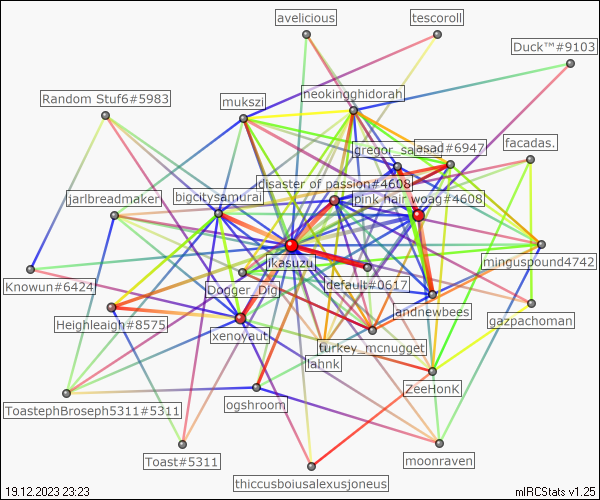 avelicious
tescoroll
Duck™#9103
Random Stuf6#5983
mukszi
neokingghidorah
gregor_sa
asad#6947
facadas.
jarlbreadmaker
bigcitysamurai
disaster of passion#4608
pink hair woag#4608
Knowun#6424
jikasuzu
minguspund4742
Dogger_Dig
default#0617
Heighleaigh#8575
xenoyaut
andnewbees
gazpachoman
turkey_mcnugget
lahnk
ToastephBroseph5311#5311
ogshroom
ZeeHonK
Toast#5311
moonraven
thiccusboiusalexusjoneus
19.12.2023 23:23
mIRCStats v1.25